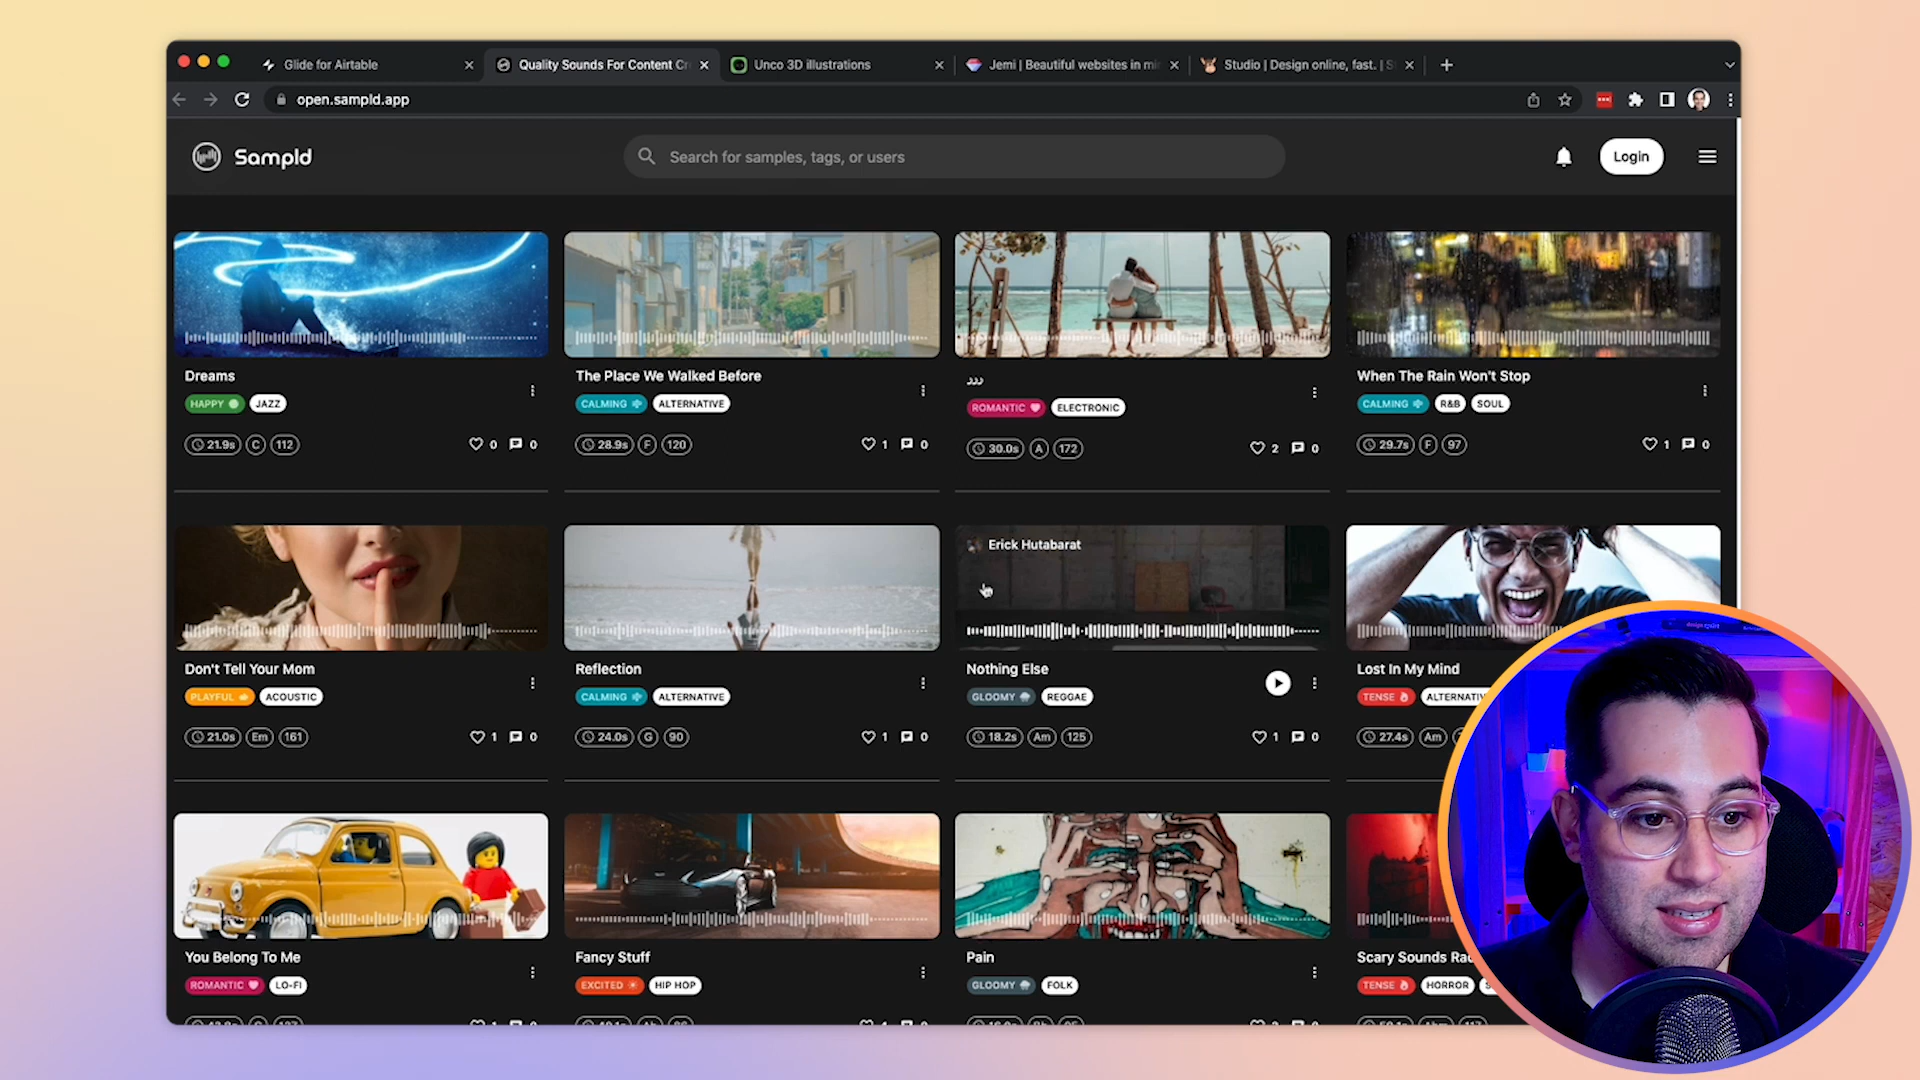 Glide for Airtable
Quality Sounds For Content Cr
Unco 3D illustrations
Jemi | Beautiful websites in mi
Studio | Design online, fast. | S
open.sampld.app
Sampld
Search for samples, tags, or users
Login
Dreams
HAPPY JAZZ
21.9s C 112
0 0
The Place We Walked Before
CALMING ALTERNATIVE
28.9s F 120
1 0
ROMANTIC ELECTRONIC
30.0s A 172
2 0
When The Rain Won't Stop
CALMING R&B SOUL
29.7s F 97
1 0
Don't Tell Your Mom
PLAYFUL ACOUSTIC
21.0s Em 161
1 0
Reflection
CALMING ALTERNATIVE
24.0s G 90
1 0
Erick Hutabarat
Nothing Else
GLOOMY REGGAE
18.2s Am 125
1 0
Lost In My Mind
TENSE ALTERNATIV
27.4s Am
You Belong To Me
ROMANTIC LO-FI
Fancy Stuff
EXCITED HIP HOP
Pain
GLOOMY FOLK
Scary Sounds Ra
TENSE HORROR S